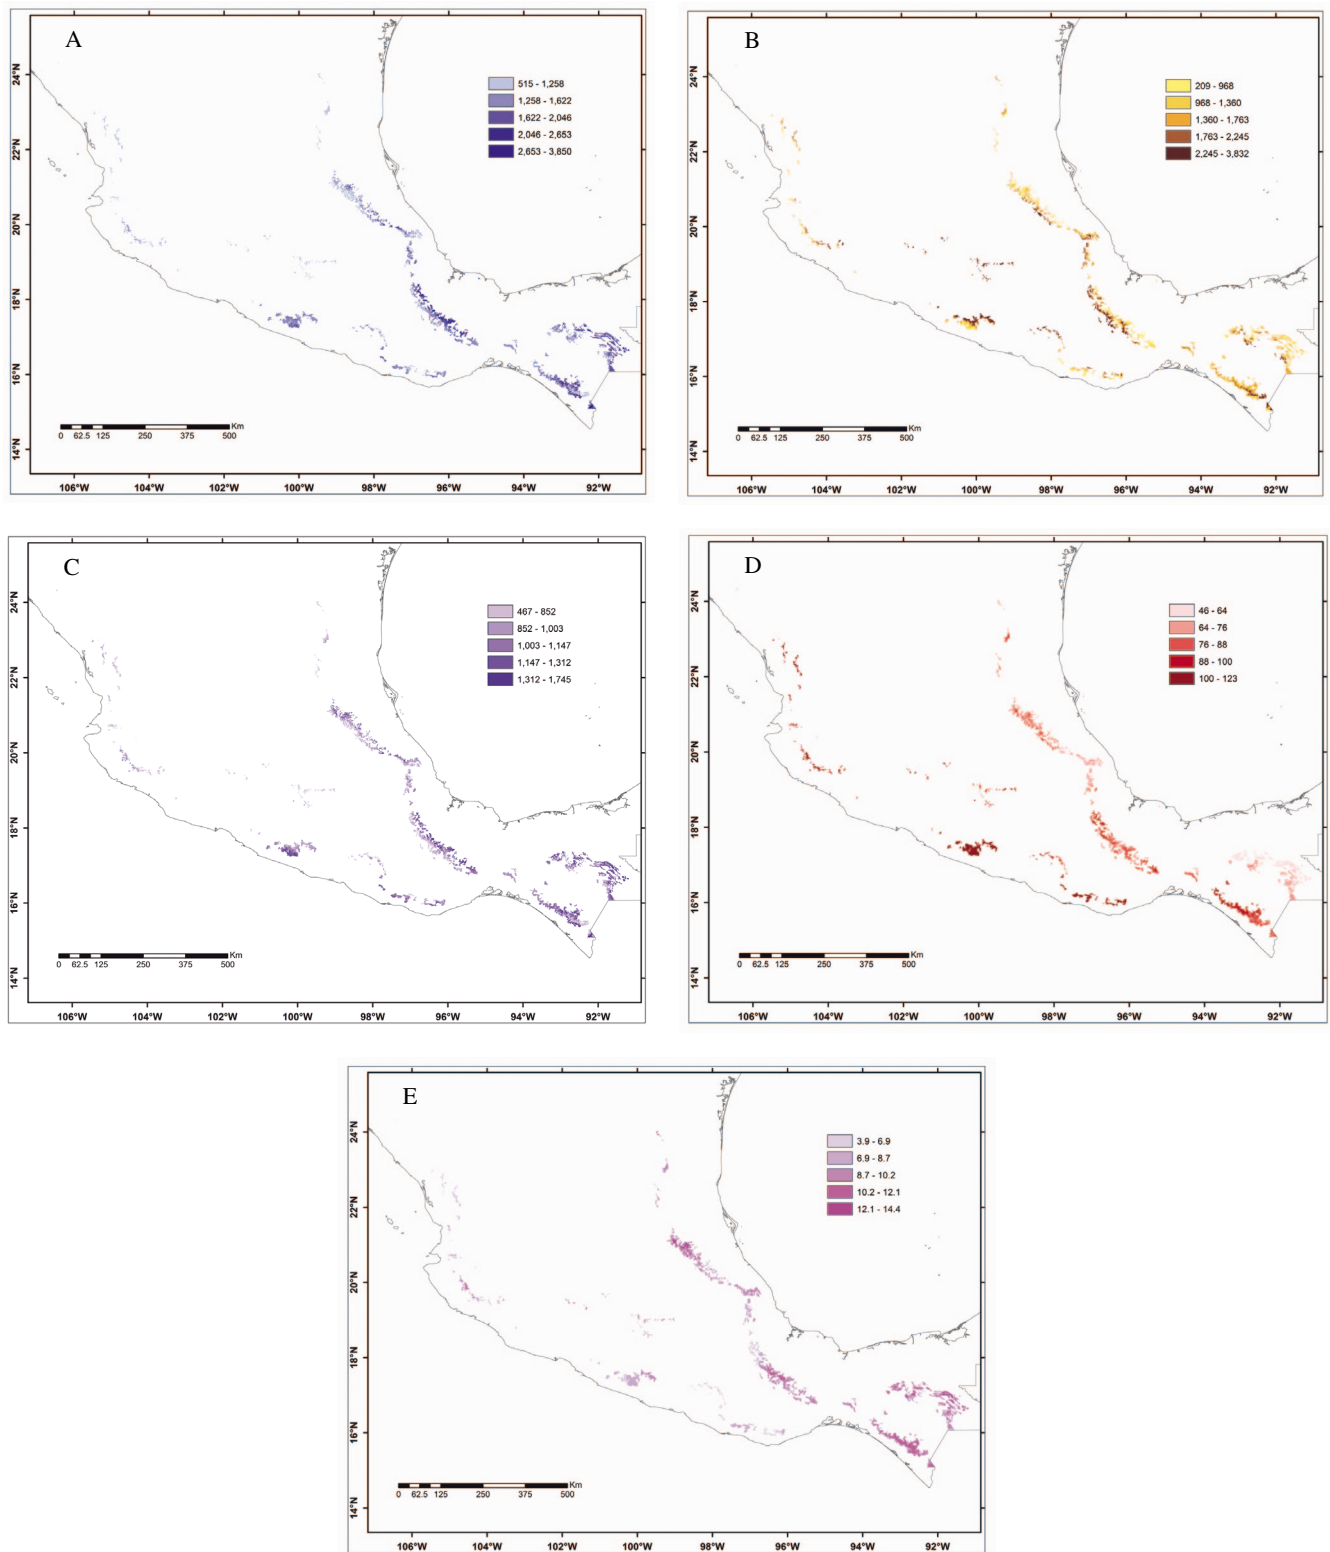 A
24°N
22°N
20°N
18°N
16°N
14°N
515 - 1,258
1,258 - 1,622
1,622 - 2,046
2,046 - 2,653
2,653 - 3,850
Km
0 62.5 125 250 375 500
106°W 104°W 102°W 100°W 98°W 96°W 94°W 92°W
B
24°N
22°N
20°N
18°N
16°N
14°N
209 - 968
968 - 1,360
1,360 - 1,763
1,763 - 2,245
2,245 - 3,832
Km
0 62.5 125 250 375 500
106°W 104°W 102°W 100°W 98°W 96°W 94°W 92°W
C
24°N
22°N
20°N
18°N
16°N
14°N
467 - 852
852 - 1,003
1,003 - 1,147
1,147 - 1,312
1,312 - 1,745
Km
0 62.5 125 250 375 500
106°W 104°W 102°W 100°W 98°W 96°W 94°W 92°W
D
24°N
22°N
20°N
18°N
16°N
14°N
46 - 64
64 - 76
76 - 88
88 - 100
100 - 123
Km
0 62.5 125 250 375 500
106°W 104°W 102°W 100°W 98°W 96°W 94°W 92°W
E
24°N
22°N
20°N
18°N
16°N
14°N
3.9 - 6.9
6.9 - 8.7
8.7 - 10.2
10.2 - 12.1
12.1 - 14.4
Km
0 62.5 125 250 375 500
106°W 104°W 102°W 100°W 98°W 96°W 94°W 92°W